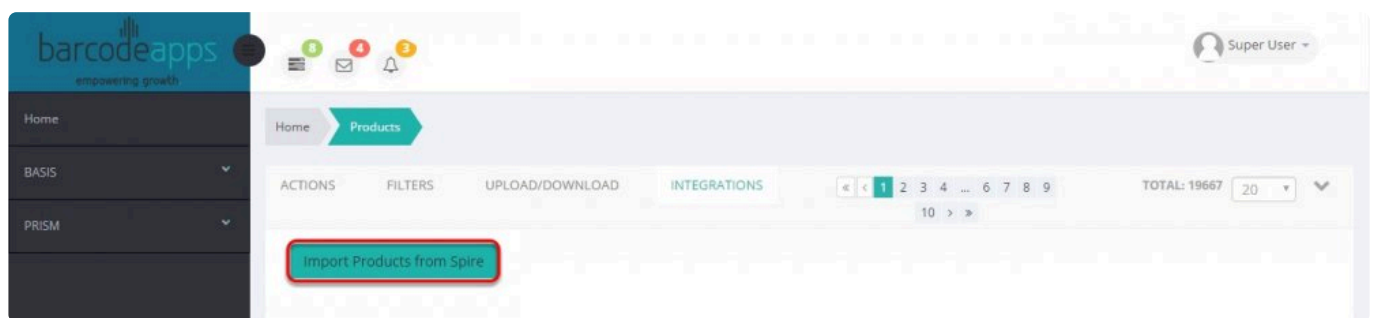 barcodeapps
empowering growth
8 4 3
Super User
Home
BASIS
PRISM
Home Products
ACTIONS FILTERS UPLOAD/DOWNLOAD INTEGRATIONS « < 1 2 3 4 ... 6 7 8 9 TOTAL: 19667 20
10 > »
Import Products from Spire